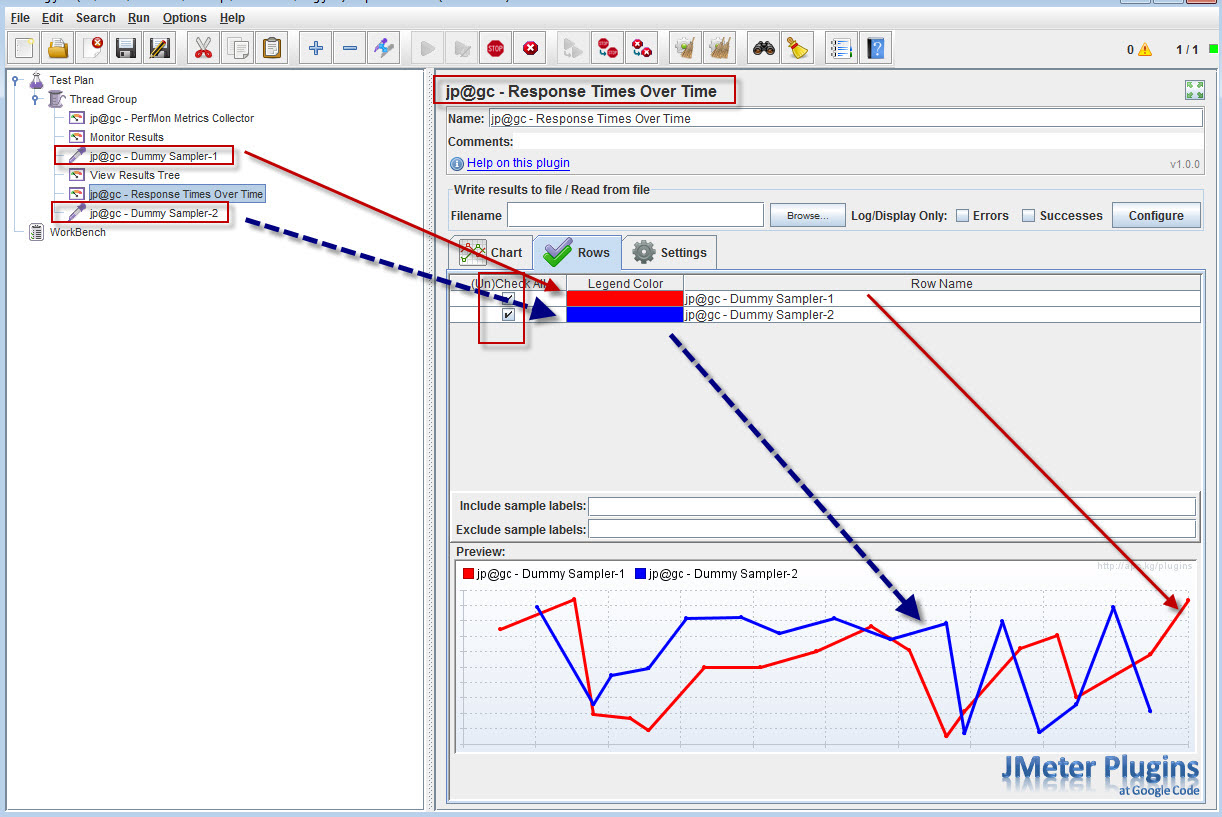 File Edit Search Run Options Help
STOP STOP
0 1 / 1
Test Plan
Thread Group
jp@gc - PerfMon Metrics Collector
Monitor Results
jp@gc - Dummy Sampler-1
View Results Tree
jp@gc - Response Times Over Time
jp@gc - Dummy Sampler-2
WorkBench
jp@gc - Response Times Over Time
Name: jp@gc - Response Times Over Time
Comments:
Help on this plugin v1.0.0
Write results to file / Read from file
Filename Browse... Log/Display Only: Errors Successes Configure
Chart Rows Settings
(Un)Check All Legend Color Row Name
jp@gc - Dummy Sampler-1
jp@gc - Dummy Sampler-2
Include sample labels:
Exclude sample labels:
Preview:
jp@gc - Dummy Sampler-1 jp@gc - Dummy Sampler-2
JMeter Plugins
at Google Code